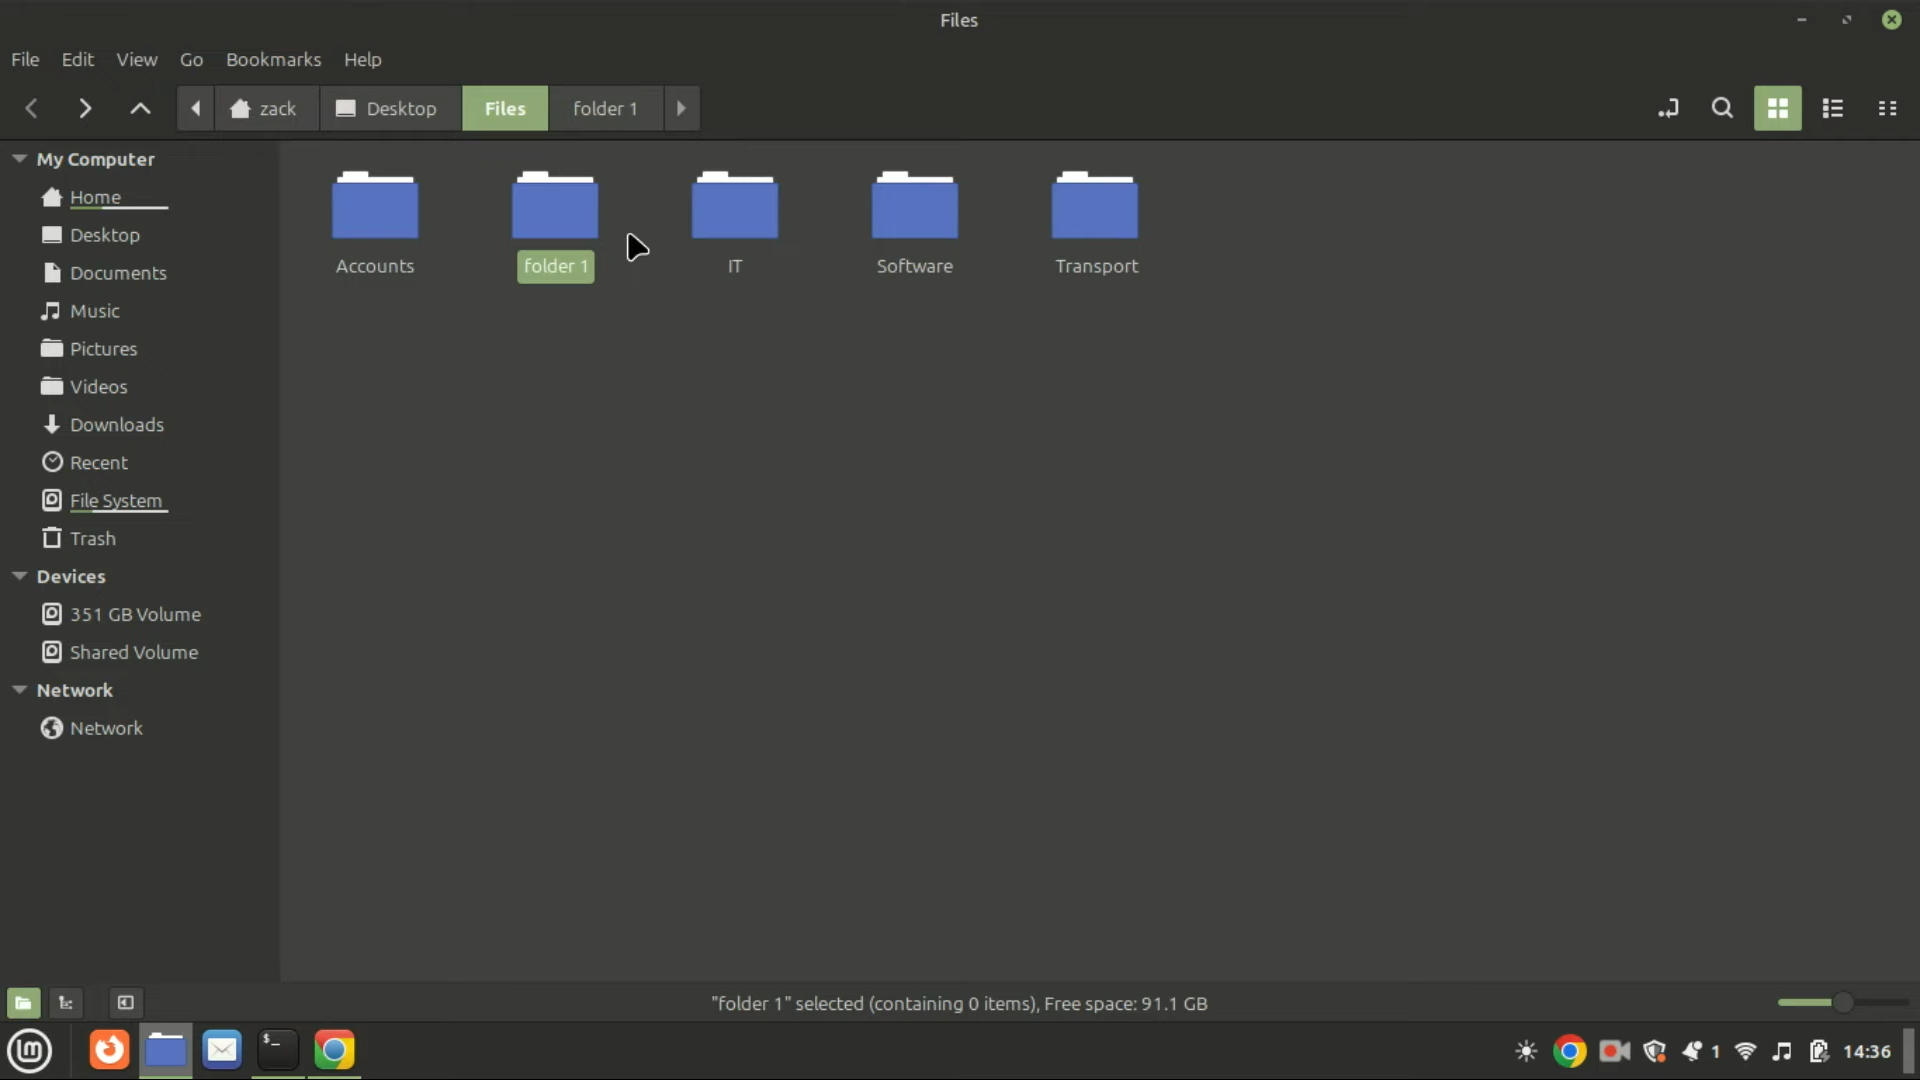 Files
File Edit View Go Bookmarks Help
zack Desktop Files folder 1
My Computer
Home
Desktop
Documents
Music
Pictures
Videos
Downloads
Recent
File System
Trash
Devices
351 GB Volume
Shared Volume
Network
Network
Accounts folder 1 IT Software Transport
"folder 1" selected (containing 0 items), Free space: 91.1 GB
$_ 1 14:36